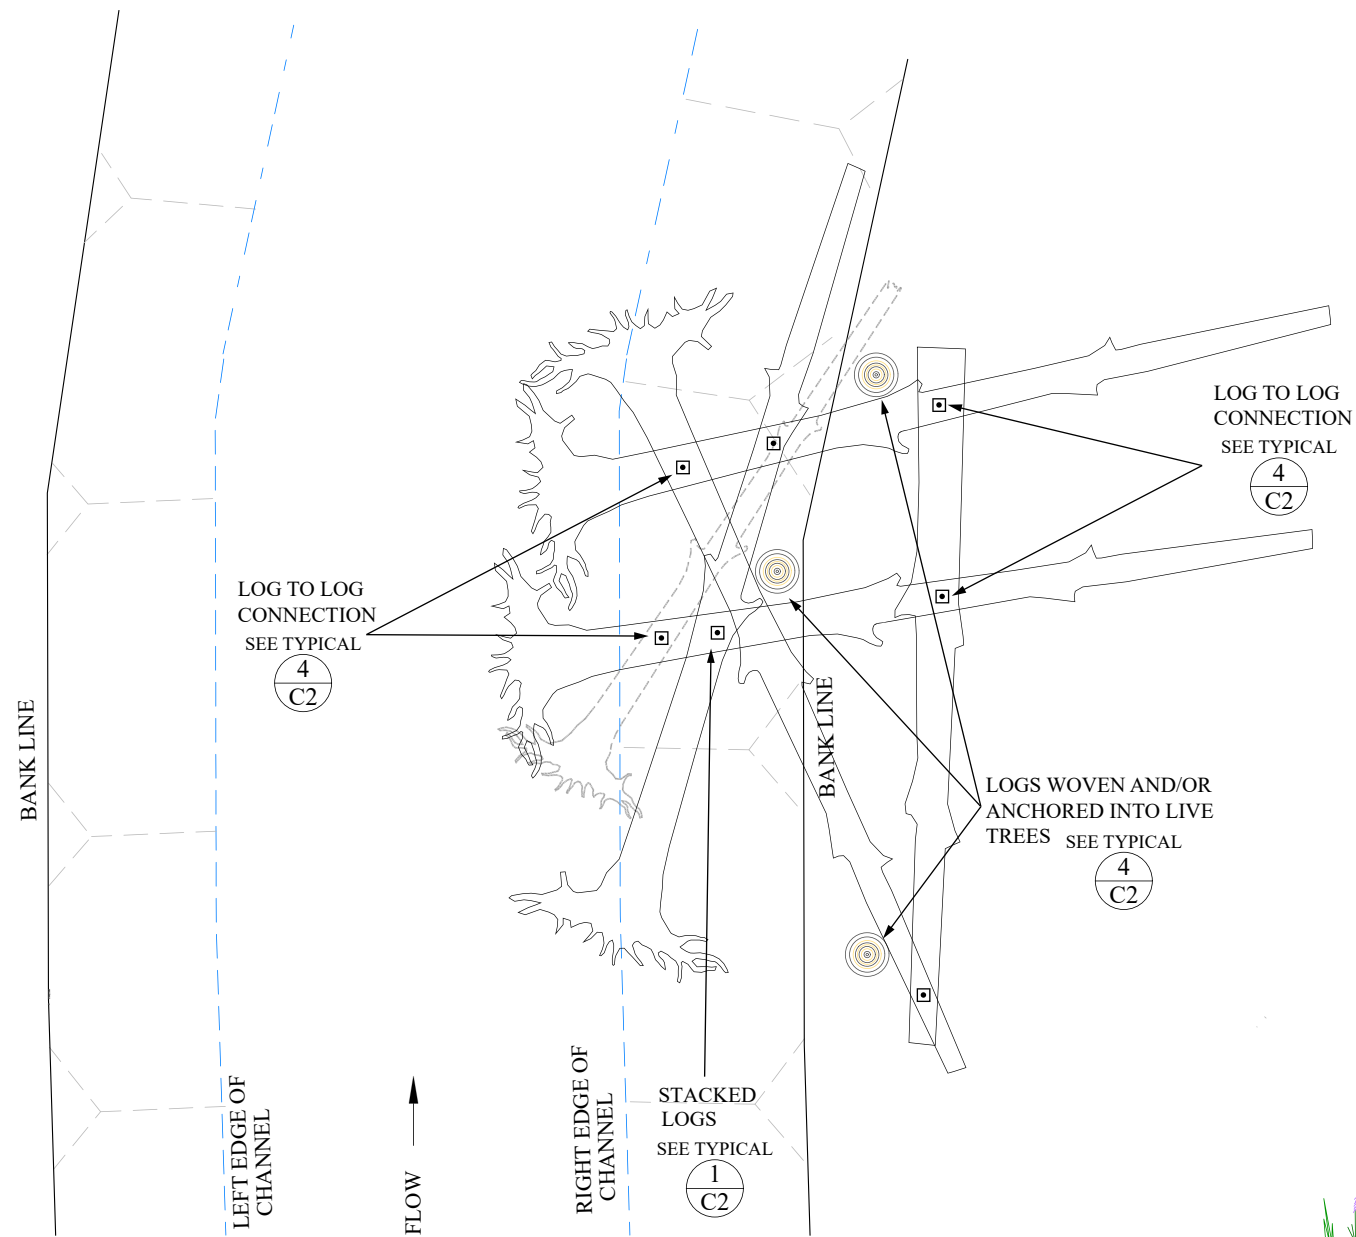 LOG TO LOG
CONNECTION
SEE TYPICAL
4
C2
LOG TO LOG
CONNECTION
SEE TYPICAL
4
C2
BANK LINE
BANK LINE
LOGS WOVEN AND/OR
ANCHORED INTO LIVE
TREES SEE TYPICAL
4
C2
LEFT EDGE OF
CHANNEL
FLOW
RIGHT EDGE OF
CHANNEL
STACKED
LOGS
SEE TYPICAL
1
C2